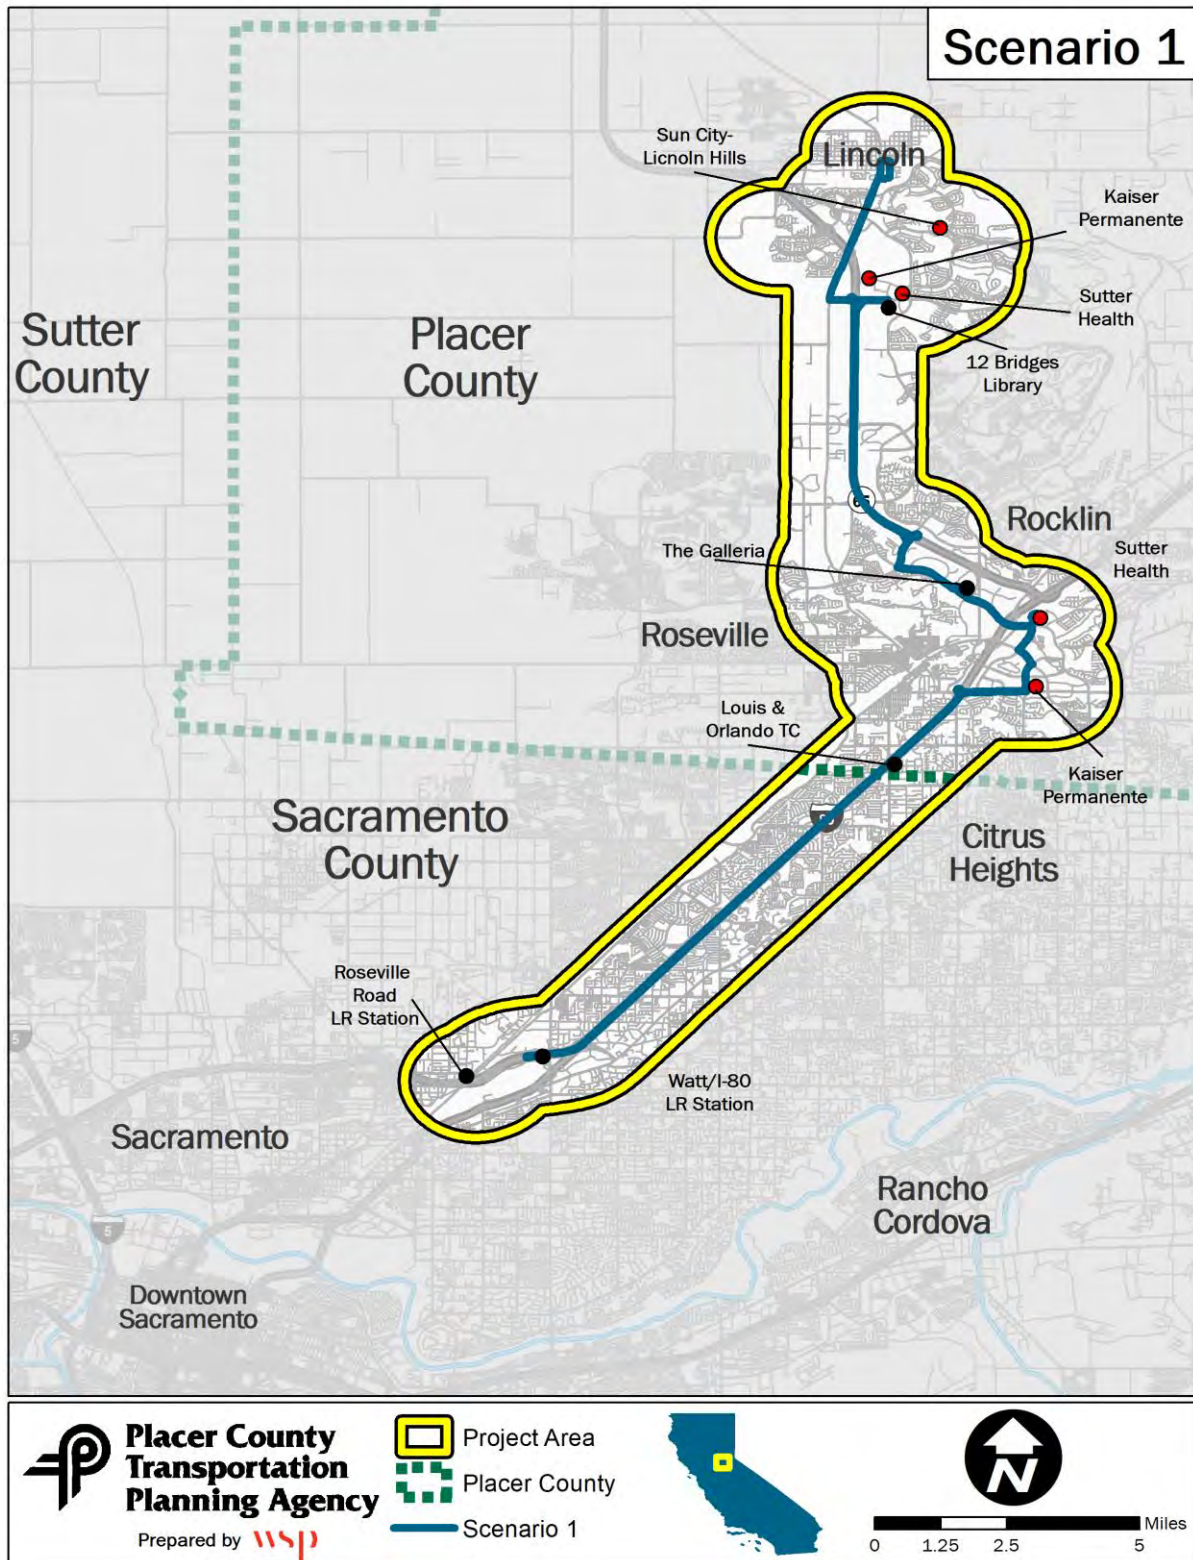 Scenario 1
Sun City-
Licnoln Hills
Lincoln
Kaiser
Permanente
Sutter
Health
12 Bridges
Library
Sutter
County
Placer
County
65
Rocklin
The Galleria
Sutter
Health
Roseville
Louis &
Orlando TC
Kaiser
Permanente
Sacramento
County
Citrus
Heights
Roseville
Road
LR Station
5
Watt/I-80
LR Station
Sacramento
Rancho
Cordova
5
Downtown
Sacramento
Placer County
Transportation
Planning Agency
Prepared by wsp
Project Area
Placer County
Scenario 1
N
Miles
0 1.25 2.5 5